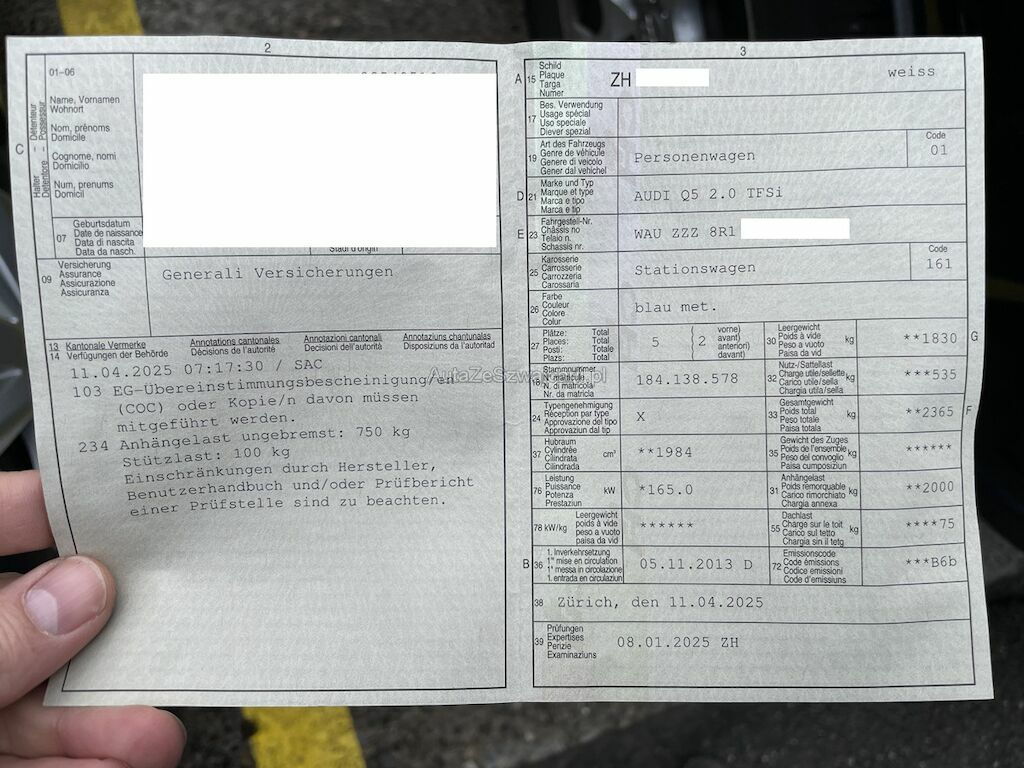 2
01-06
Name, Vornamen
Wohnort
Nom, prénoms
Domicile
Cognome, nomi
Domicilio
Num, prenums
Domicil
C
Halter – Détenteur
Detentore – Possessur
07
Geburtsdatum
Date de naissance
Data di nascita
Data da nasch.
09
Versicherung
Assurance
Assicurazione
Assicuranza
Generali Versicherungen
13 Kantonale Vermerke Annotations cantonales Annotazioni cantonali Annotaziuns chantunalas
14 Verfügungen der Behörde Décisions de l'autorité Decisioni dell'autorità Disposiziuns da l'autoritad
11.04.2025 07:17:30 / SAC
103 EG-Übereinstimmungsbescheinigung/en
(COC) oder Kopie/n davon müssen
mitgeführt werden.
234 Anhängelast ungebremst: 750 kg
Stützlast: 100 kg
Einschränkungen durch Hersteller,
Benutzerhandbuch und/oder Prüfbericht
einer Prüfstelle sind zu beachten.
AutaZeSzwajcarii.pl
3
A 15
Schild
Plaque
Targa
Numer
ZH
weiss
17
Bes. Verwendung
Usage spécial
Uso speciale
Diever spezial
19
Art des Fahrzeugs
Genre de véhicule
Genere di veicolo
Gener dal vehichel
Personenwagen
Code
01
D 21
Marke und Typ
Marque et type
Marca e tipo
Marca e tip
AUDI Q5 2.0 TFSi
E 23
Fahrgestell-Nr.
Châssis no
Telaio n.
Schassis nr.
WAU ZZZ 8R1
25
Karosserie
Carrosserie
Carrozzeria
Carossaria
Stationswagen
Code
161
26
Farbe
Couleur
Colore
Colur
blau met.
27
Plätze: Total
Places: Total
Posti: Totale
Plazs: Total
5
2
vorne)
avant)
anteriori)
davant)
30
Leergewicht
Poids à vide
Peso a vuoto
Paisa da vid
kg
**1830
G
18
Stammnummer
N. di matricola
Nr. da matricla
184.138.578
32
Nutz-/Sattellast
Charge utile/sellette
Carico utile/sella
Chargia utila/sella
kg
***535
24
Typengenehmigung
Réception par type
Approvazione del tipo
Approvaziun dal tip
X
33
Gesamtgewicht
Poids total
Peso totale
Paisa totala
kg
**2365
F
37
Hubraum
Cylindrée
Cilindrata
Cilindrada
cm³
**1984
35
Gewicht des Zuges
Poids de l'ensemble
Peso del convoglio
Paisa cumposiziun
kg
******
76
Leistung
Puissance
Potenza
Prestaziun
kW
*165.0
31
Anhängelast
Poids remorquable
Carico rimorchiato
Chargia annexa
kg
**2000
78 kW/kg
Leergewicht
poids à vide
peso a vuoto
paisa da vid
******
55
Dachlast
Charge sur le toit
Carico sul tetto
Chargia sin il tetg
kg
****75
B 36
1. Inverkehrsetzung
1re mise en circulation
1a messa in circolazione
1. entrada en circulaziun
05.11.2013 D
72
Emissionscode
Code émissions
Codice emissioni
Code d'emissiuns
***B6b
38 Zürich, den 11.04.2025
39
Prüfungen
Expertises
Perizie
Examinaziuns
08.01.2025 ZH